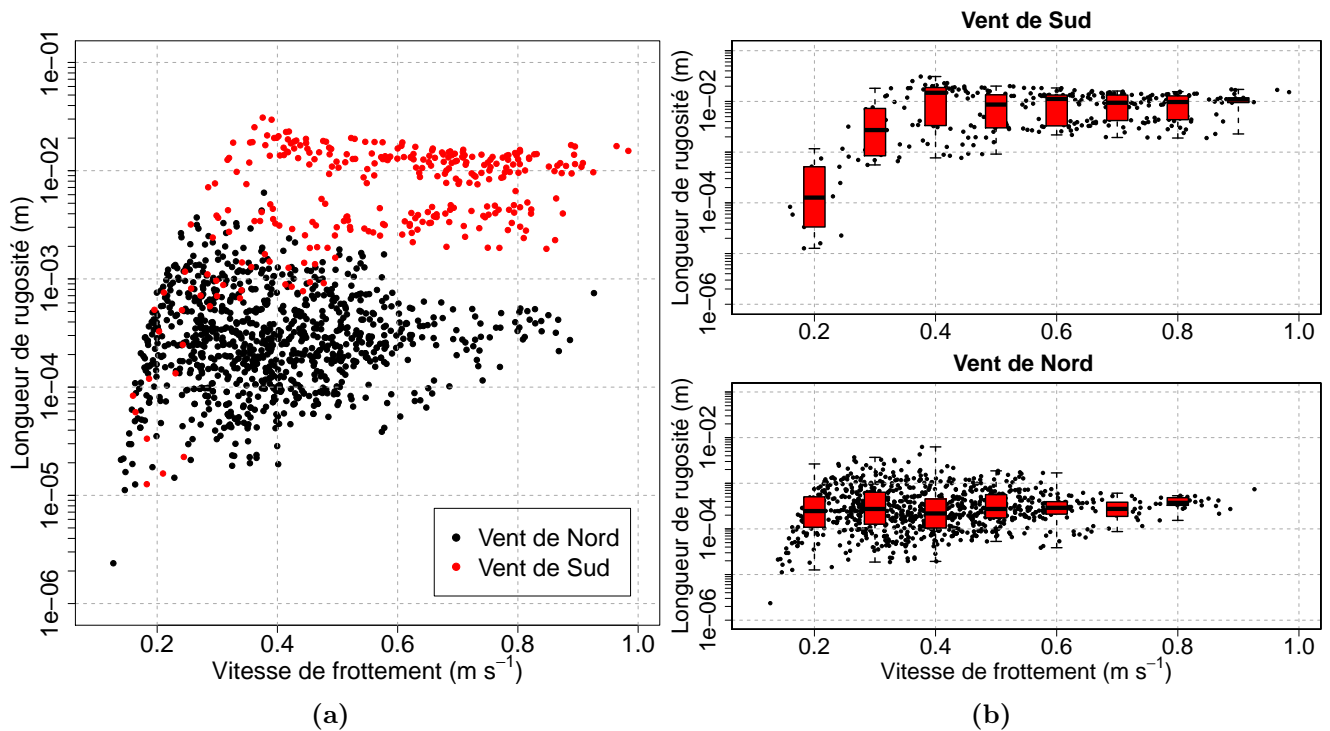 Longueur de rugosité (m)
1e−01
1e−02
1e−03
1e−04
1e−05
1e−06
Vent de Nord
Vent de Sud
0.2 0.4 0.6 0.8 1.0
Vitesse de frottement (m s−1)
(a)
Vent de Sud
Longueur de rugosité (m)
1e−02
1e−04
1e−06
0.2 0.4 0.6 0.8 1.0
Vent de Nord
Longueur de rugosité (m)
1e−02
1e−04
1e−06
0.2 0.4 0.6 0.8 1.0
Vitesse de frottement (m s−1)
(b)